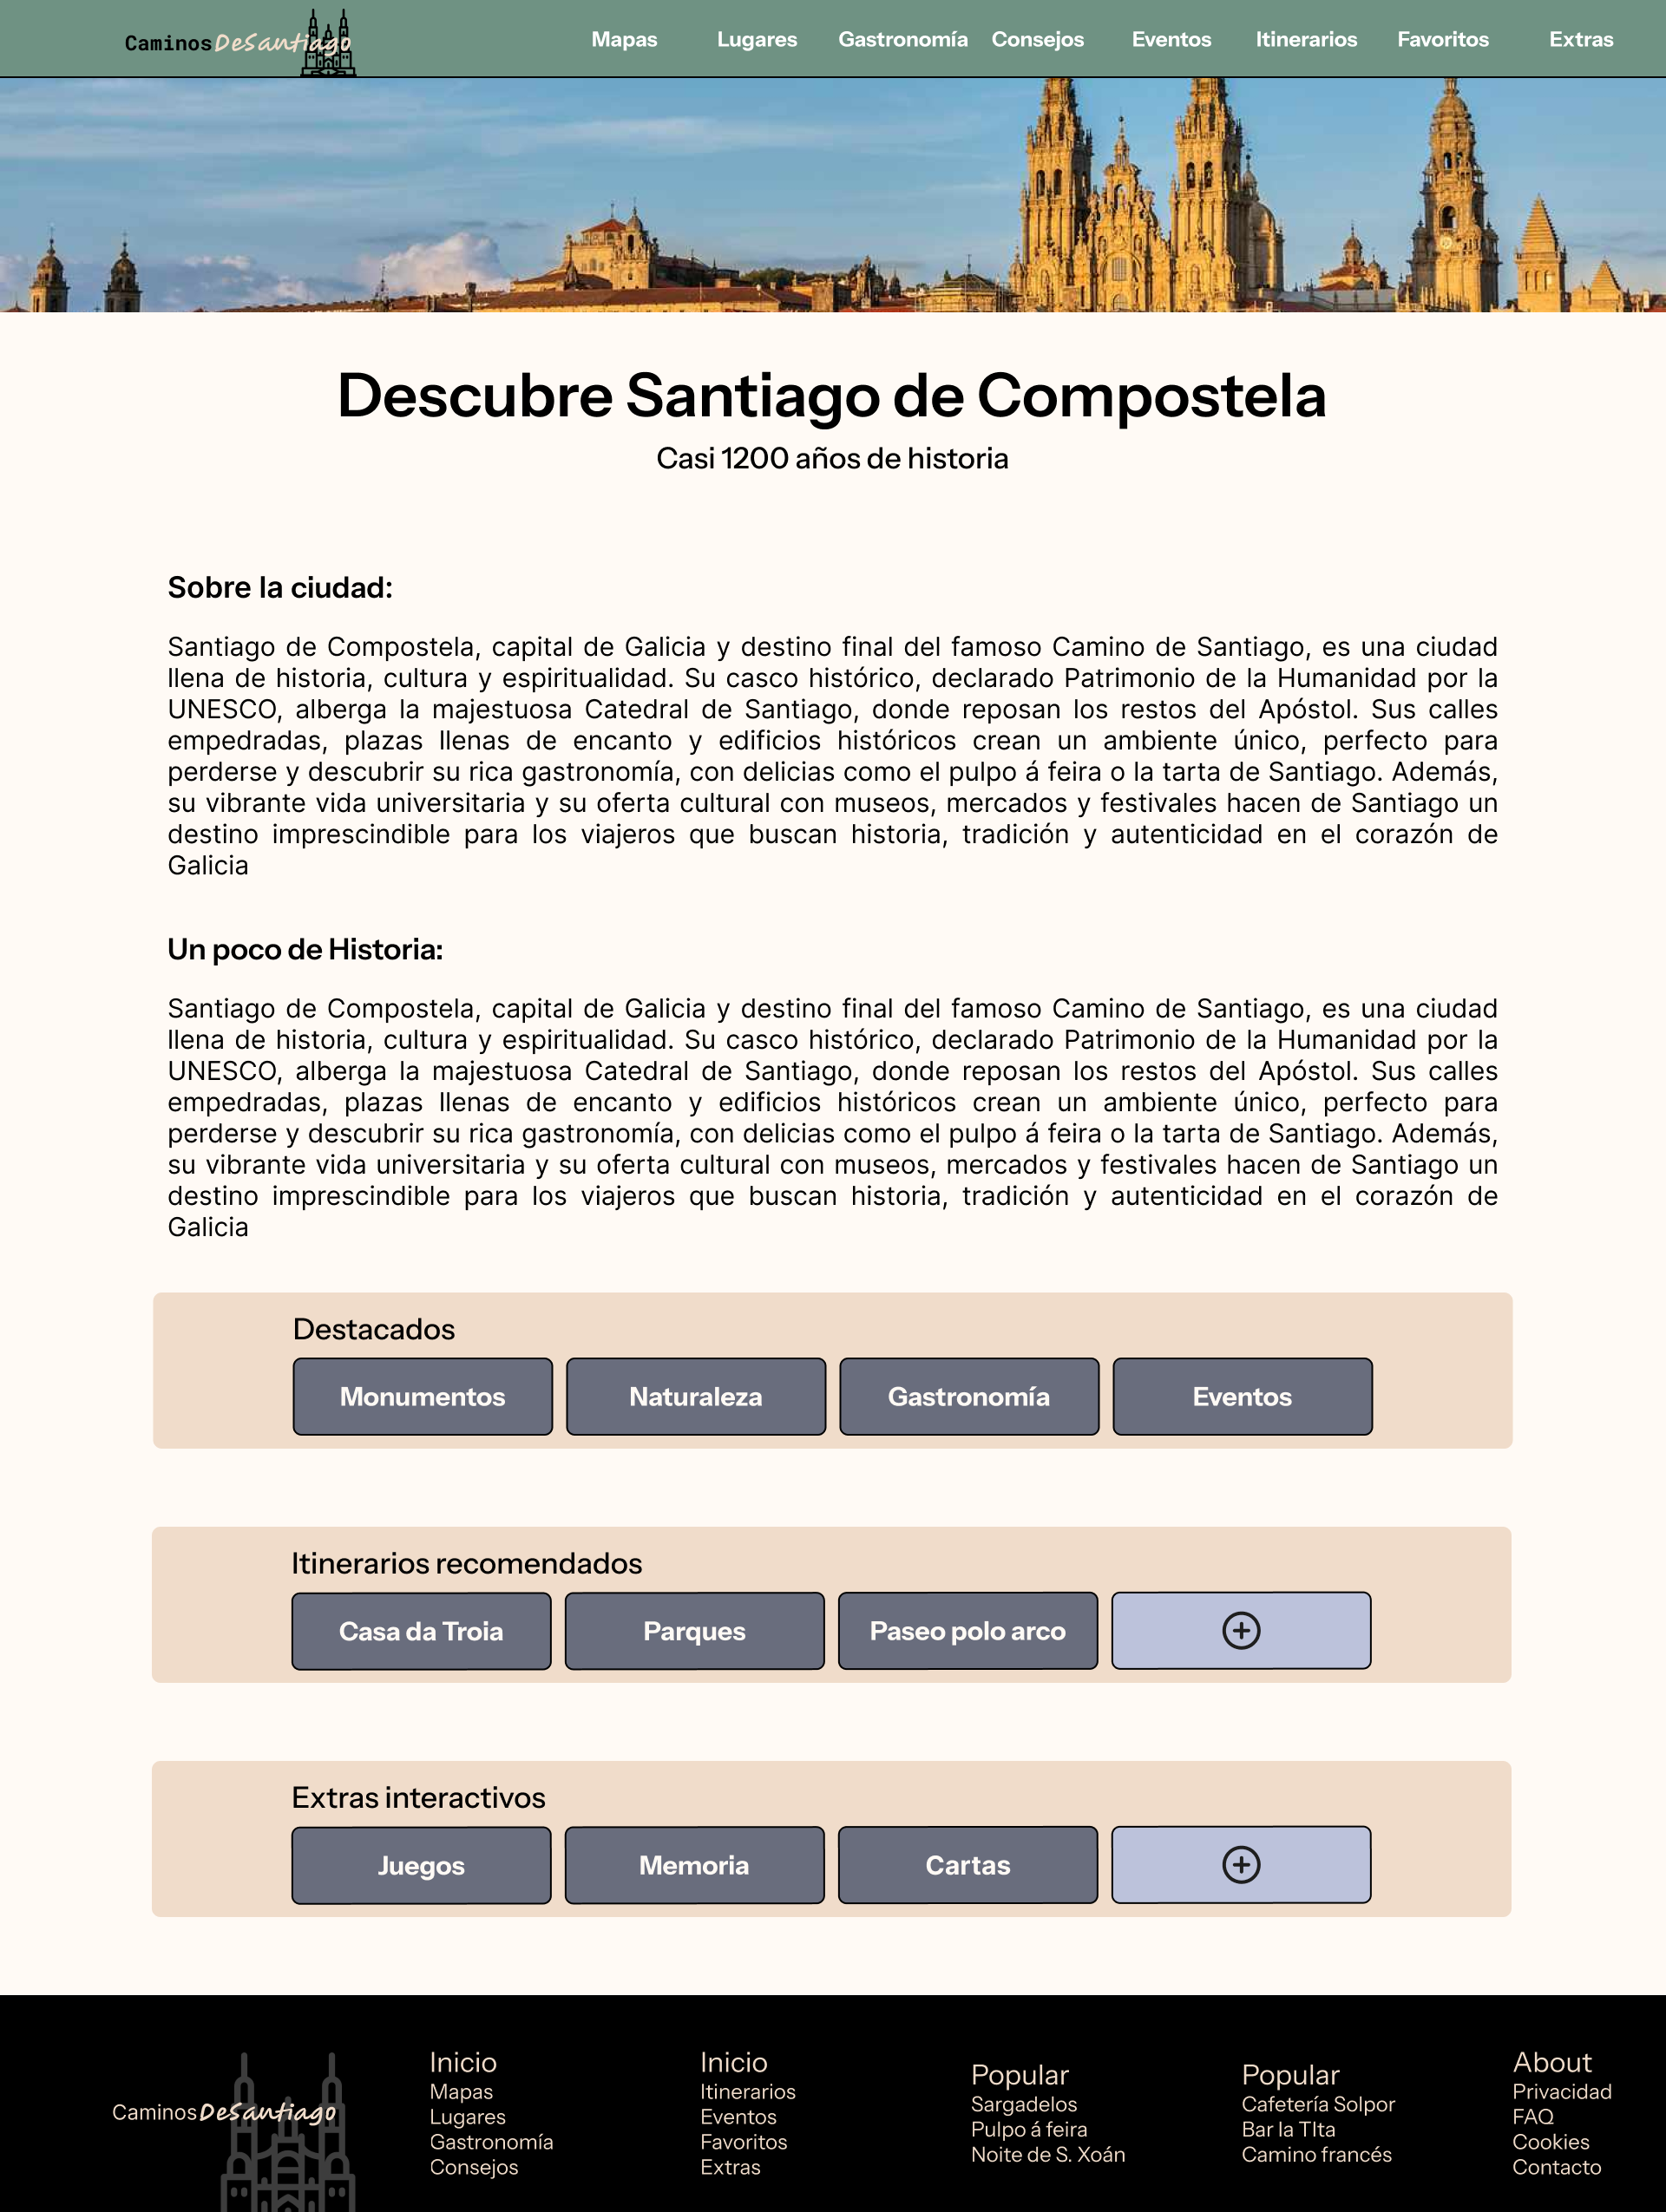 CaminosDeSantiago
Mapas Lugares Gastronomía Consejos Eventos Itinerarios Favoritos Extras
Descubre Santiago de Compostela
Casi 1200 años de historia
Sobre la ciudad:
Santiago de Compostela, capital de Galicia y destino final del famoso Camino de Santiago, es una ciudad
llena de historia, cultura y espiritualidad. Su casco histórico, declarado Patrimonio de la Humanidad por la
UNESCO, alberga la majestuosa Catedral de Santiago, donde reposan los restos del Apóstol. Sus calles
empedradas, plazas llenas de encanto y edificios históricos crean un ambiente único, perfecto para
perderse y descubrir su rica gastronomía, con delicias como el pulpo á feira o la tarta de Santiago. Además,
su vibrante vida universitaria y su oferta cultural con museos, mercados y festivales hacen de Santiago un
destino imprescindible para los viajeros que buscan historia, tradición y autenticidad en el corazón de
Galicia
Un poco de Historia:
Santiago de Compostela, capital de Galicia y destino final del famoso Camino de Santiago, es una ciudad
llena de historia, cultura y espiritualidad. Su casco histórico, declarado Patrimonio de la Humanidad por la
UNESCO, alberga la majestuosa Catedral de Santiago, donde reposan los restos del Apóstol. Sus calles
empedradas, plazas llenas de encanto y edificios históricos crean un ambiente único, perfecto para
perderse y descubrir su rica gastronomía, con delicias como el pulpo á feira o la tarta de Santiago. Además,
su vibrante vida universitaria y su oferta cultural con museos, mercados y festivales hacen de Santiago un
destino imprescindible para los viajeros que buscan historia, tradición y autenticidad en el corazón de
Galicia
Destacados
Monumentos Naturaleza Gastronomía Eventos
Itinerarios recomendados
Casa da Troia Parques Paseo polo arco
Extras interactivos
Juegos Memoria Cartas
CaminosDeSantiago
Inicio
Mapas
Lugares
Gastronomía
Consejos
Inicio
Itinerarios
Eventos
Favoritos
Extras
Popular
Sargadelos
Pulpo á feira
Noite de S. Xoán
Popular
Cafetería Solpor
Bar la TIta
Camino francés
About
Privacidad
FAQ
Cookies
Contacto